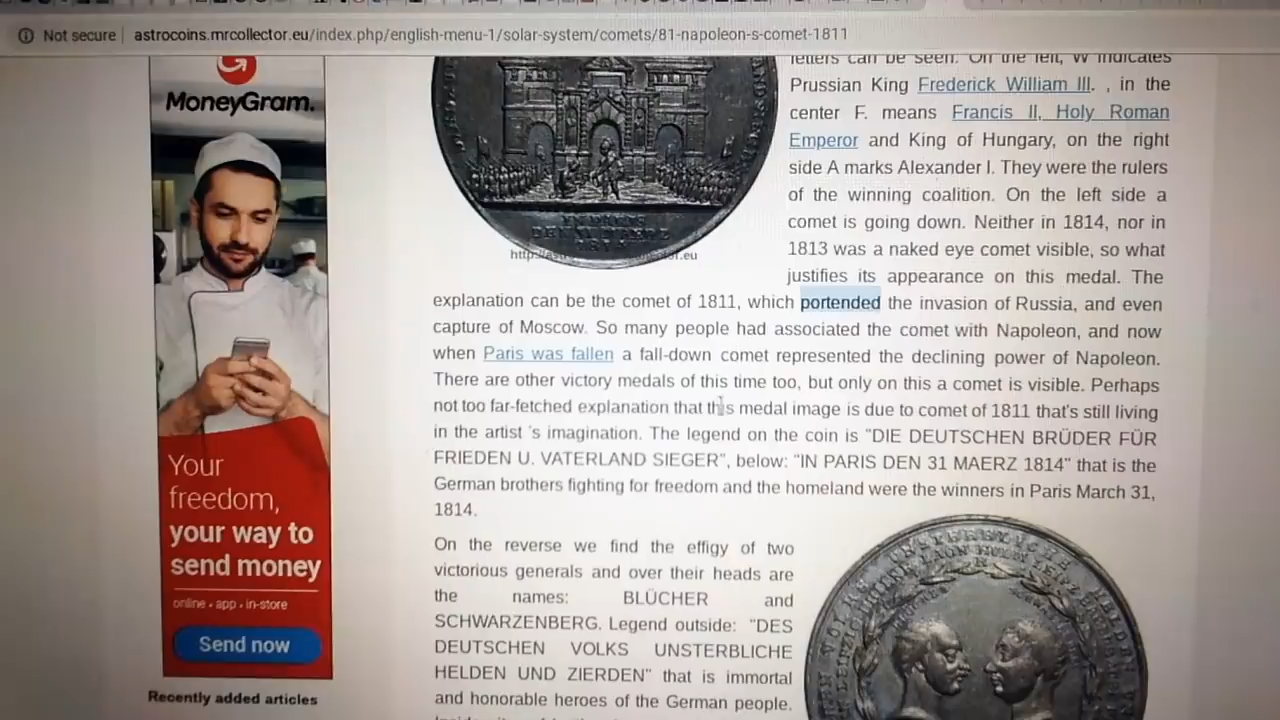 Not secure
astrocoins.mrcollector.eu/index.php/english-menu-1/solar-system/comets/81-napoleon-s-comet-1811
MoneyGram.
Your
freedom,
your way to
send money
online • app • in-store
Send now
Recently added articles
letters can be seen. On the left, W indicates
Prussian King Frederick William III. , in the
center F. means Francis II, Holy Roman
Emperor and King of Hungary, on the right
side A marks Alexander I. They were the rulers
of the winning coalition. On the left side a
comet is going down. Neither in 1814, nor in
1813 was a naked eye comet visible, so what
justifies its appearance on this medal. The
explanation can be the comet of 1811, which portended the invasion of Russia, and even
capture of Moscow. So many people had associated the comet with Napoleon, and now
when Paris was fallen a fall-down comet represented the declining power of Napoleon.
There are other victory medals of this time too, but only on this a comet is visible. Perhaps
not too far-fetched explanation that this medal image is due to comet of 1811 that's still living
in the artist 's imagination. The legend on the coin is "DIE DEUTSCHEN BRÜDER FÜR
FRIEDEN U. VATERLAND SIEGER", below: "IN PARIS DEN 31 MAERZ 1814" that is the
German brothers fighting for freedom and the homeland were the winners in Paris March 31,
1814.
On the reverse we find the effigy of two
victorious generals and over their heads are
the names: BLÜCHER and
SCHWARZENBERG. Legend outside: "DES
DEUTSCHEN VOLKS UNSTERBLICHE
HELDEN UND ZIERDEN" that is immortal
and honorable heroes of the German people.